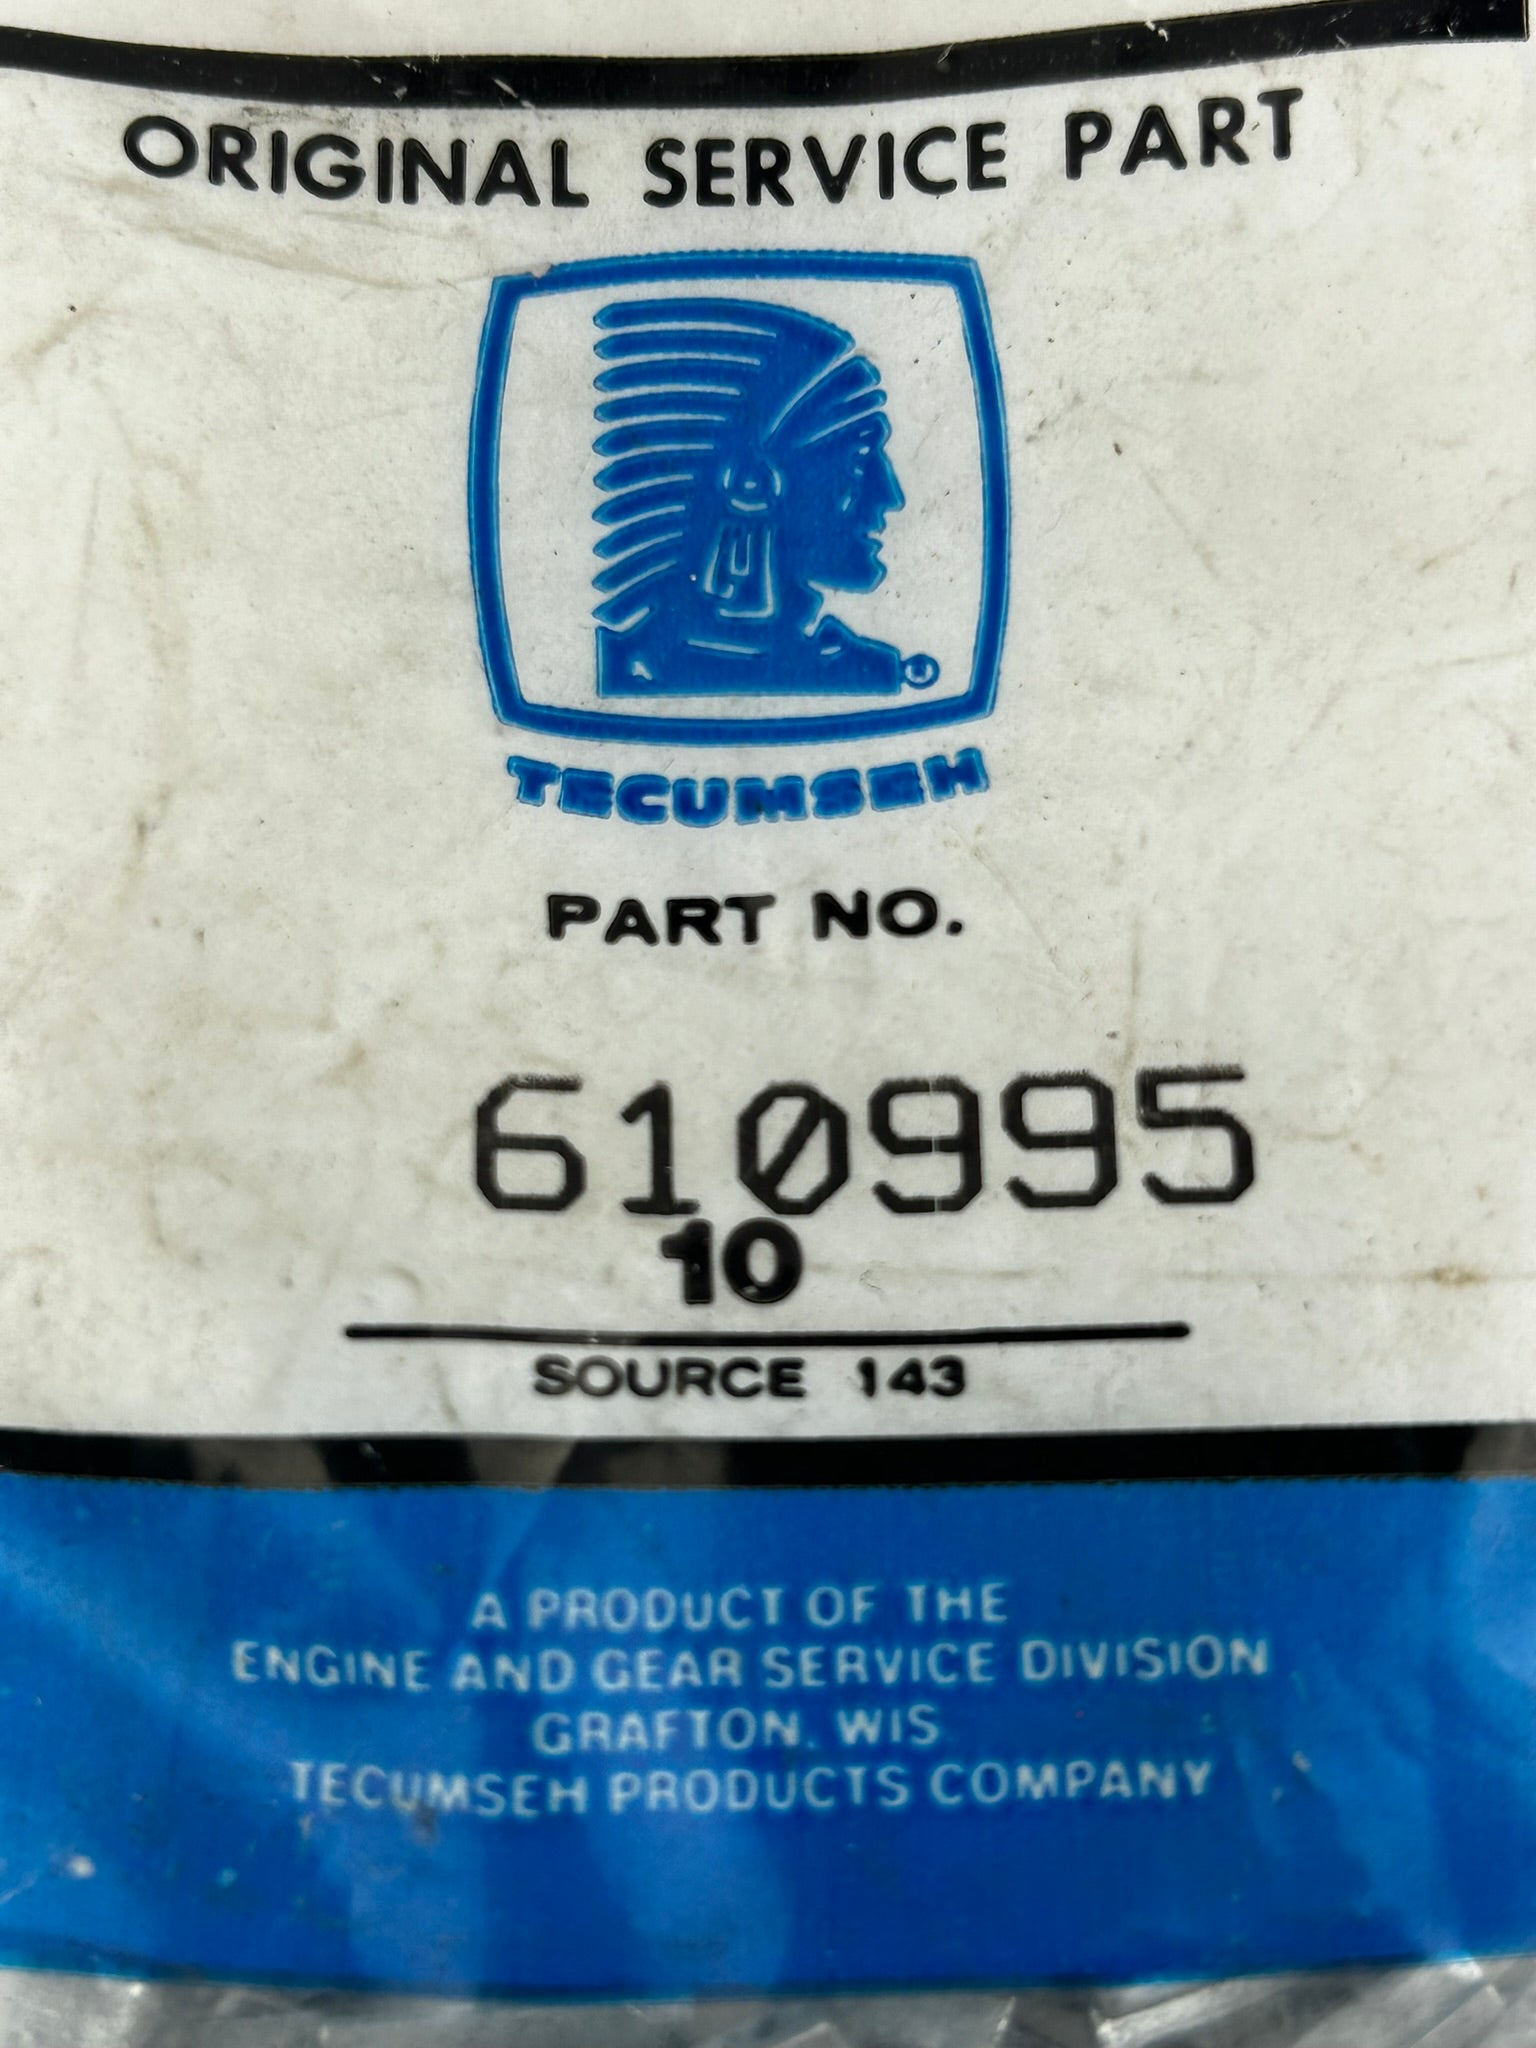 ORIGINAL SERVICE PART
TECUMSEH
PART NO.
610995
10
SOURCE 143
A PRODUCT OF THE
ENGINE AND GEAR SERVICE DIVISION
GRAFTON, WIS.
TECUMSEH PRODUCTS COMPANY